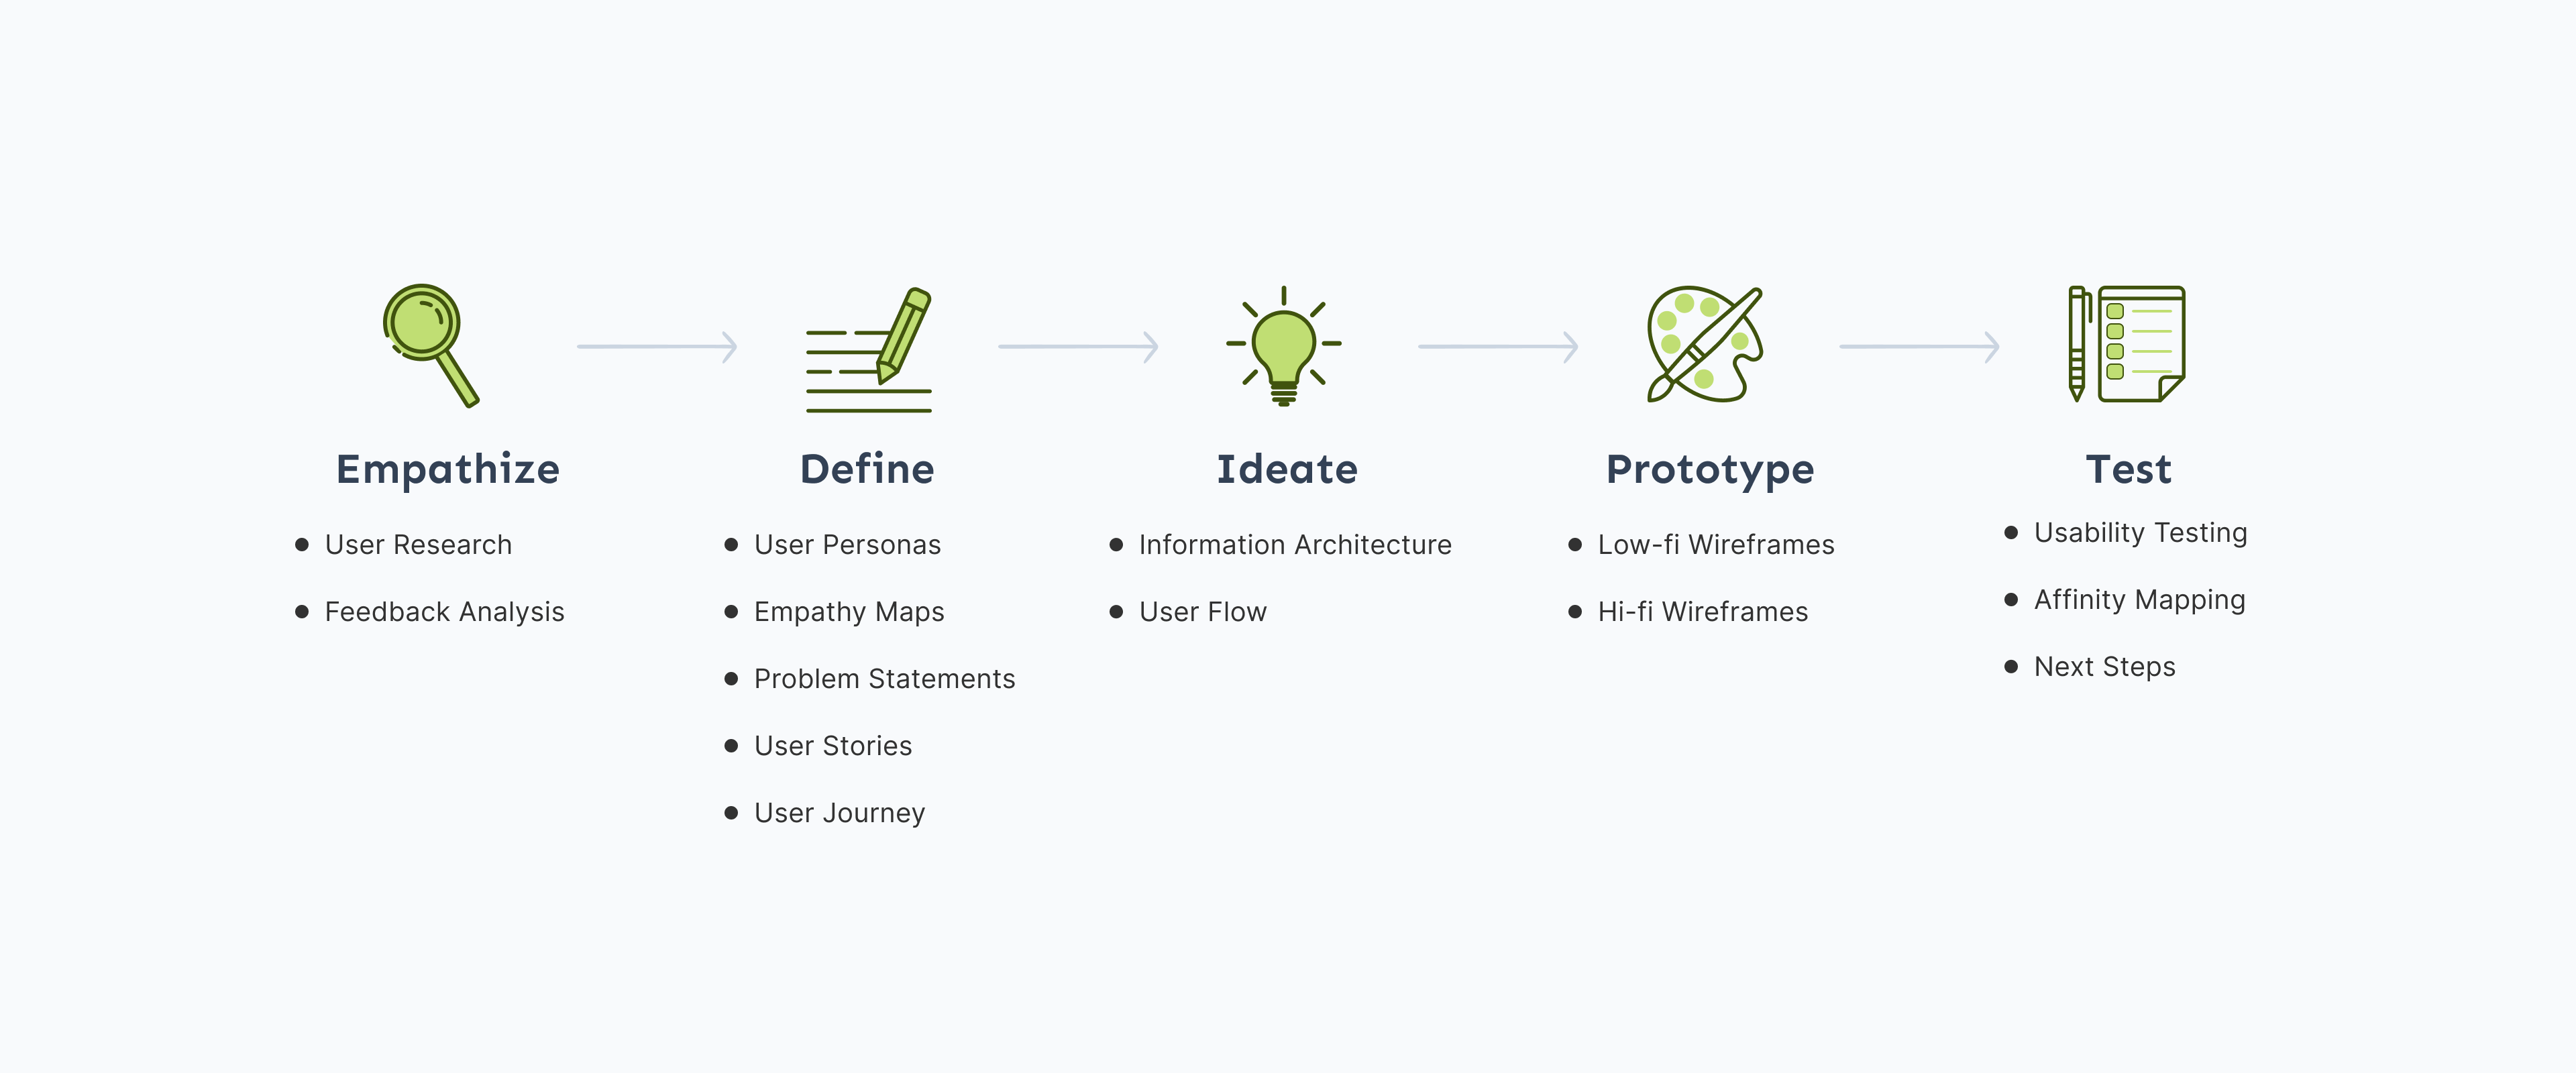 Empathize
User Research
Feedback Analysis
Define
User Personas
Empathy Maps
Problem Statements
User Stories
User Journey
Ideate
Information Architecture
User Flow
Prototype
Low-fi Wireframes
Hi-fi Wireframes
Test
Usability Testing
Affinity Mapping
Next Steps